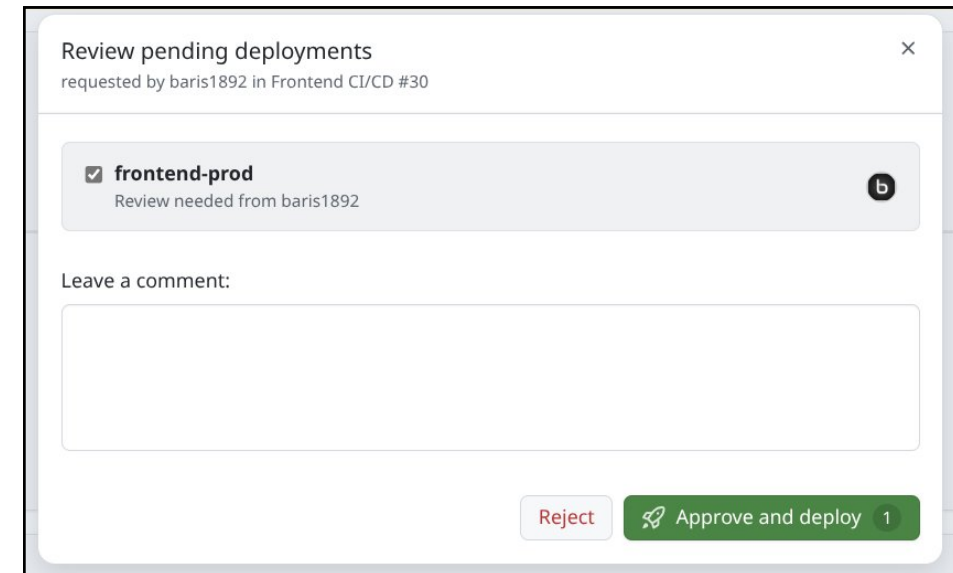 Review pending deployments
requested by baris1892 in Frontend CI/CD #30
frontend-prod
Review needed from baris1892
b
Leave a comment:
Reject
Approve and deploy 1